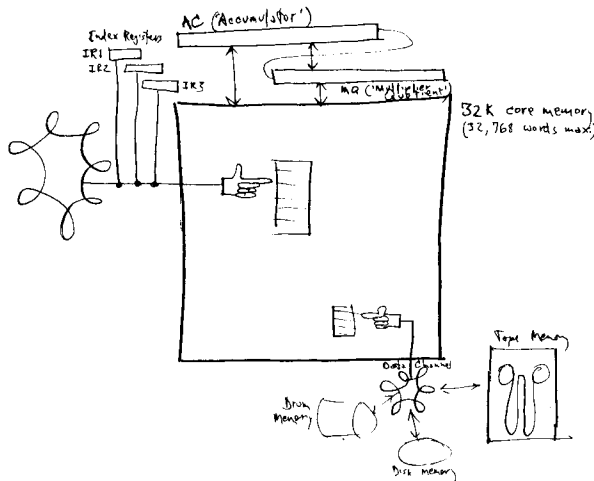 AC ('Accumulator')
Index Registers
IR1
IR2
IR3
MQ ('Multiplier
Quotient')
32K core memory
(32,768 words max.)
Data Channel
Tape Memory
Drum
Memory
Disk Memory